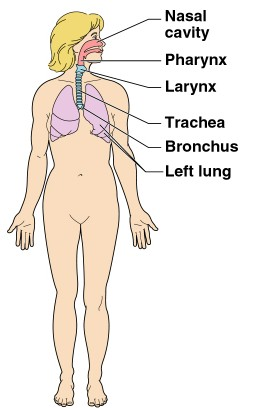 Nasal
cavity
Pharynx
Larynx
Trachea
Bronchus
Left lung